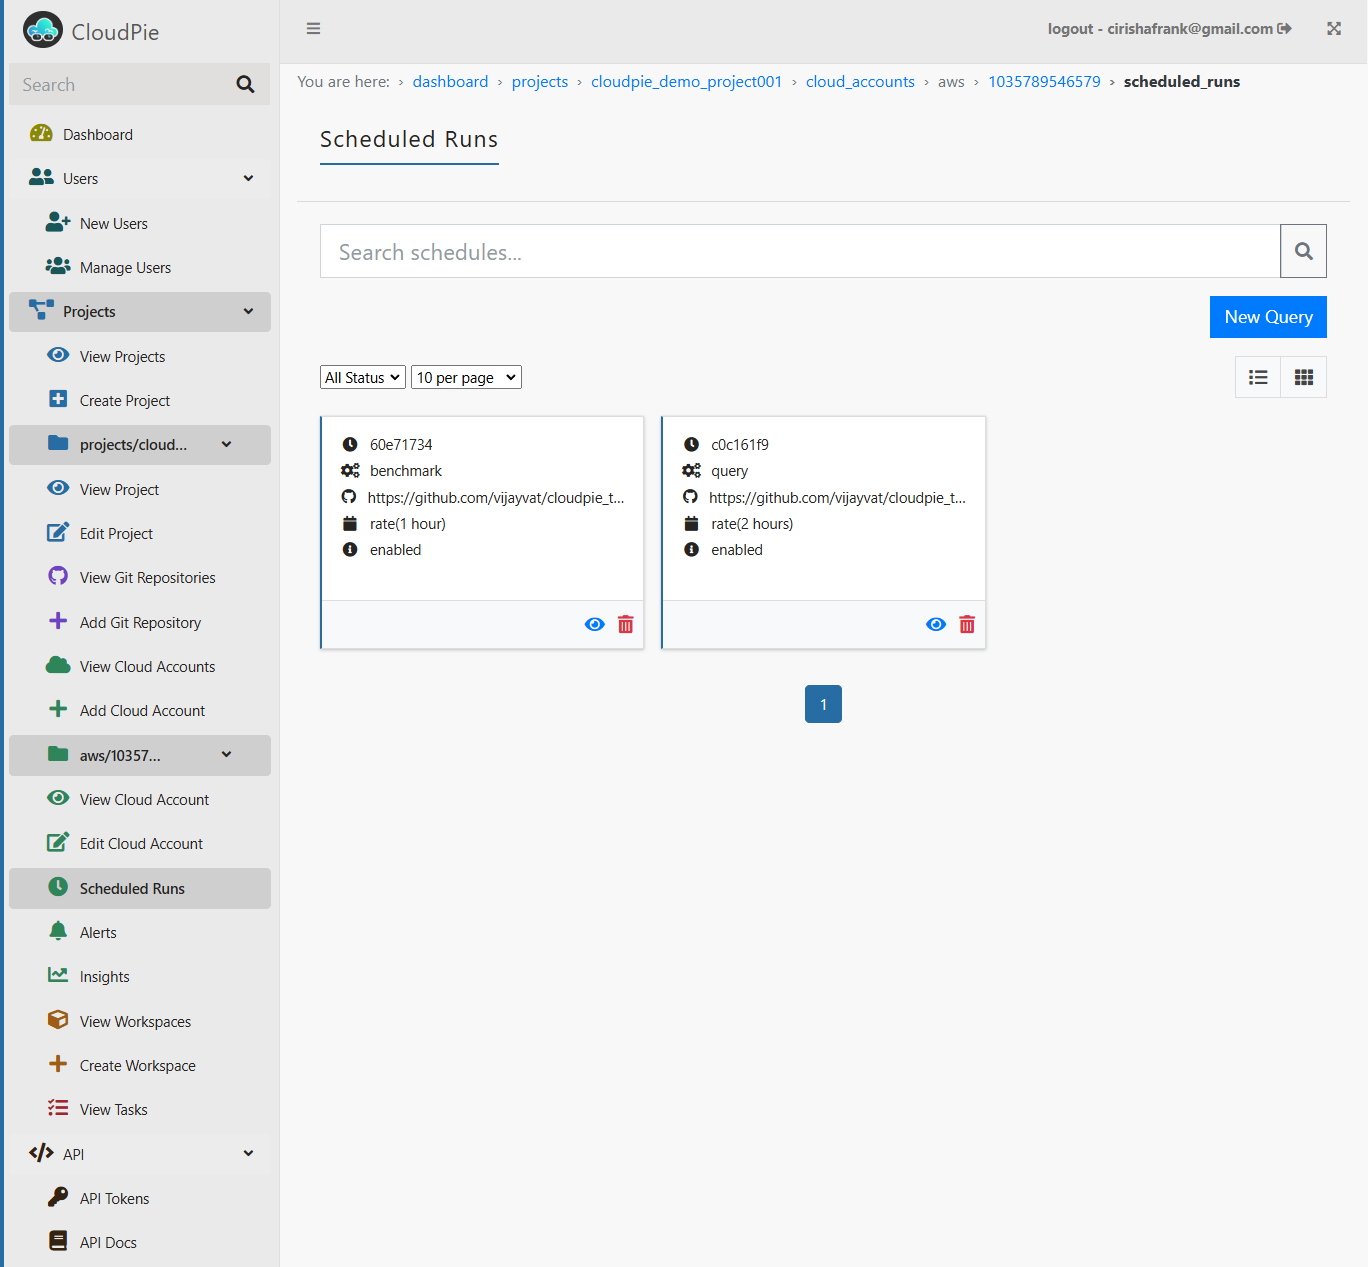 CloudPie
logout - cirishafrank@gmail.com
Search
You are here: › dashboard › projects › cloudpie_demo_project001 › cloud_accounts › aws › 1035789546579 › scheduled_runs
Dashboard
Users
New Users
Manage Users
Projects
View Projects
Create Project
projects/cloud...
View Project
Edit Project
View Git Repositories
Add Git Repository
View Cloud Accounts
Add Cloud Account
aws/10357...
View Cloud Account
Edit Cloud Account
Scheduled Runs
Alerts
Insights
View Workspaces
Create Workspace
View Tasks
API
API Tokens
API Docs
Scheduled Runs
Search schedules...
New Query
All Status 10 per page
60e71734
benchmark
https://github.com/vijayvat/cloudpie_t...
rate(1 hour)
enabled
c0c161f9
query
https://github.com/vijayvat/cloudpie_t...
rate(2 hours)
enabled
1